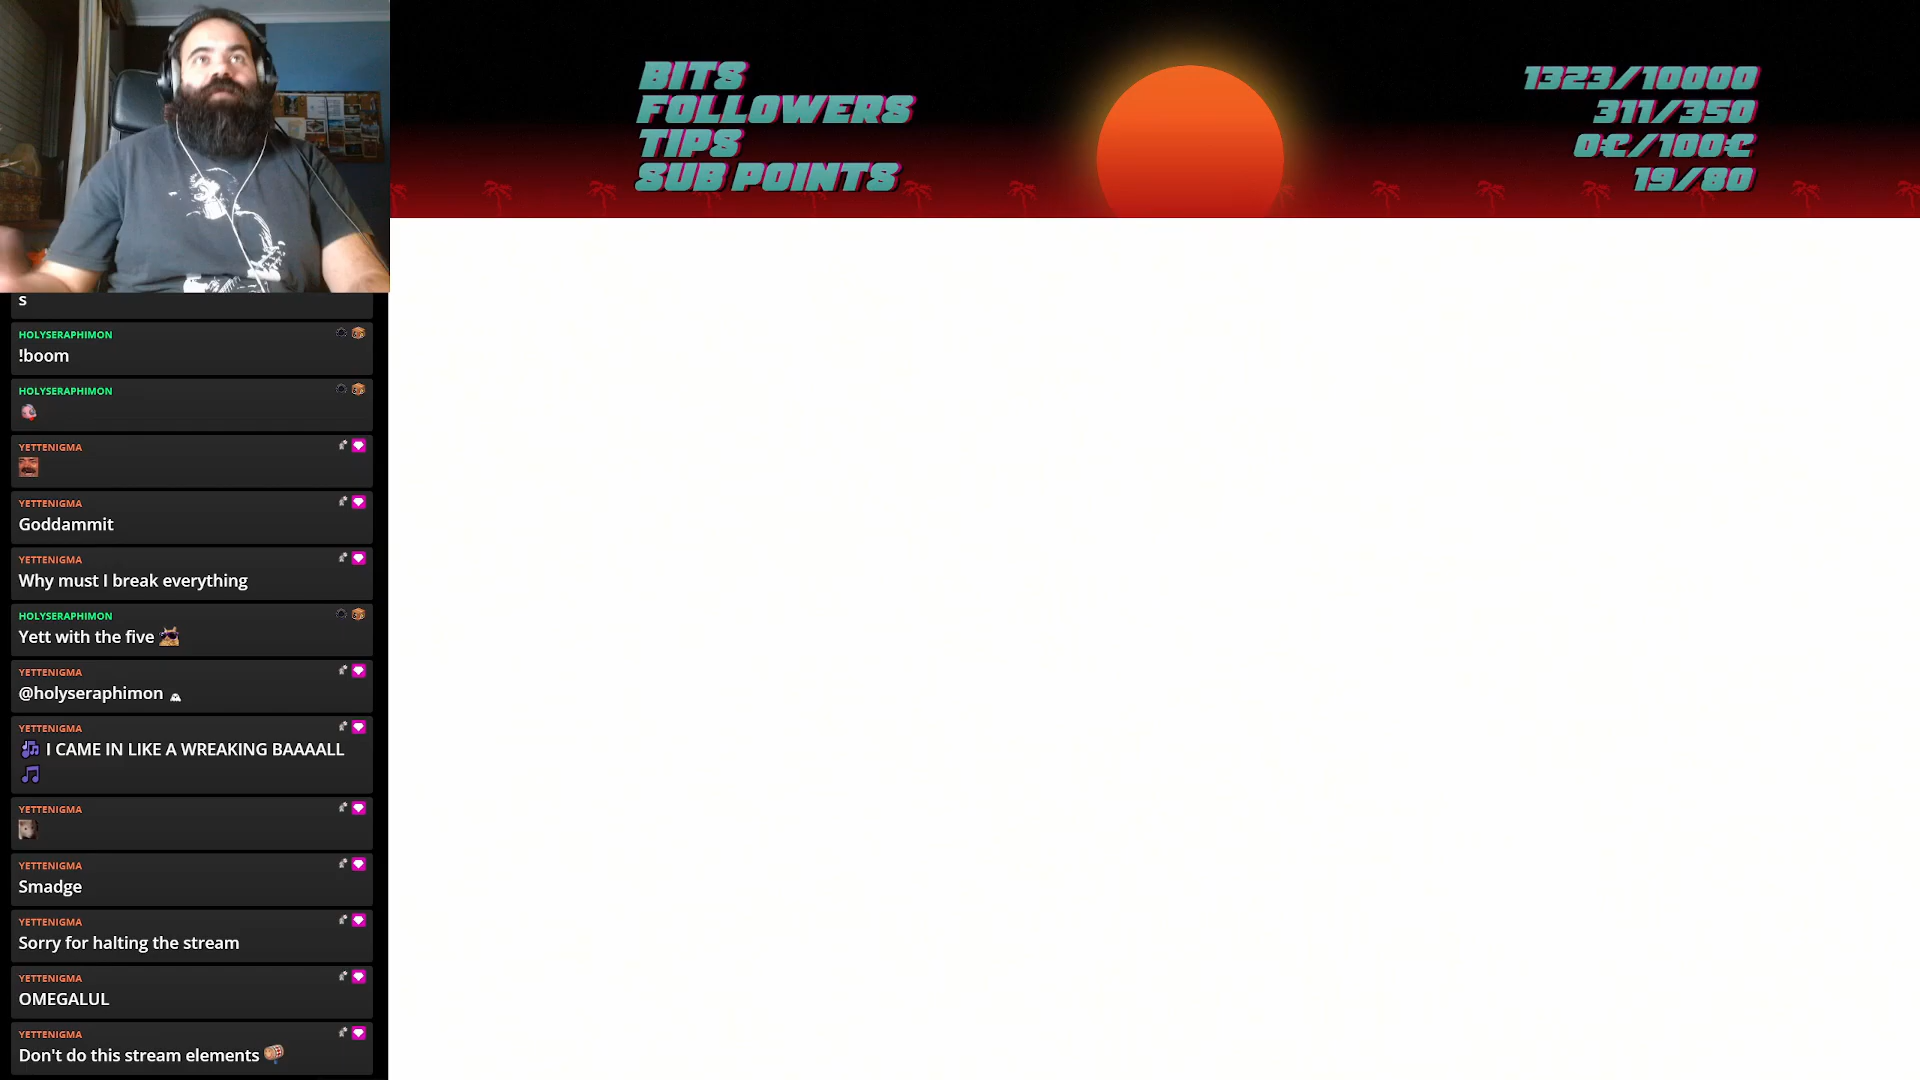 BITS
FOLLOWERS
TIPS
SUB POINTS
1323/10000
311/350
0€/100€
19/80
s
HOLYSERAPHIMON
!boom
HOLYSERAPHIMON
YETTENIGMA
YETTENIGMA
Goddammit
YETTENIGMA
Why must I break everything
HOLYSERAPHIMON
Yett with the five
YETTENIGMA
@holyseraphimon
YETTENIGMA
I CAME IN LIKE A WREAKING BAAAALL
YETTENIGMA
YETTENIGMA
Smadge
YETTENIGMA
Sorry for halting the stream
YETTENIGMA
OMEGALUL
YETTENIGMA
Don't do this stream elements